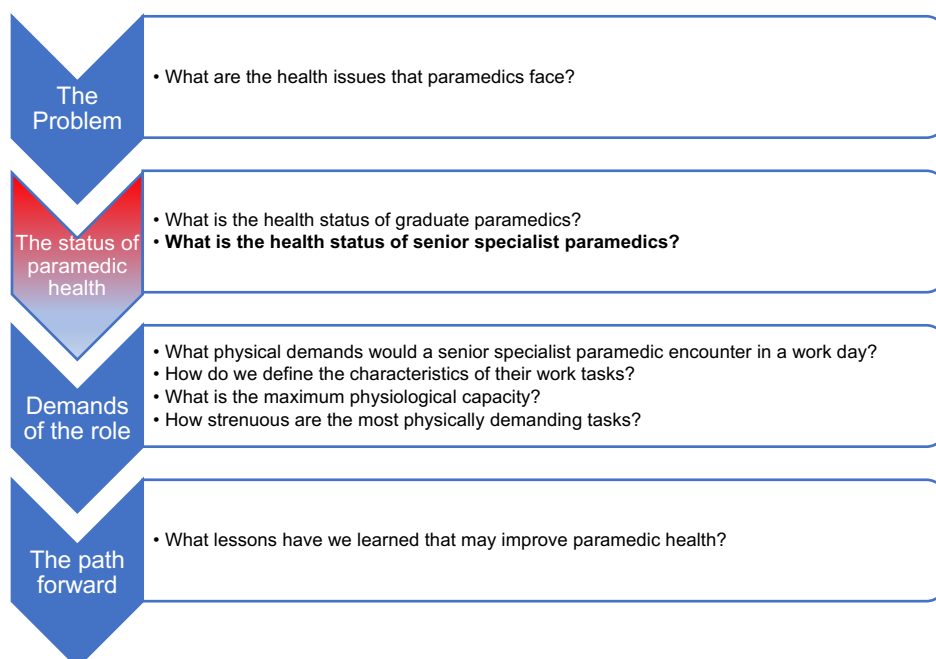 The
Problem
• What are the health issues that paramedics face?
The status of
paramedic
health
• What is the health status of graduate paramedics?
• What is the health status of senior specialist paramedics?
Demands
of the role
• What physical demands would a senior specialist paramedic encounter in a work day?
• How do we define the characteristics of their work tasks?
• What is the maximum physiological capacity?
• How strenuous are the most physically demanding tasks?
The path
forward
• What lessons have we learned that may improve paramedic health?